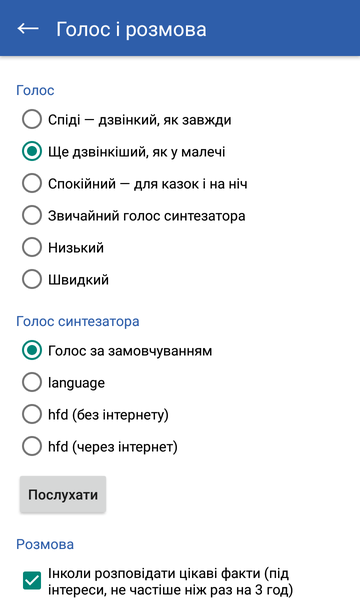 Голос і розмова
Голос
Спіді — дзвінкий, як завжди
Ще дзвінкіший, як у малечі
Спокійний — для казок і на ніч
Звичайний голос синтезатора
Низький
Швидкий
Голос синтезатора
Голос за замовчуванням
language
hfd (без інтернету)
hfd (через інтернет)
Послухати
Розмова
Інколи розповідати цікаві факти (під
інтереси, не частіше ніж раз на 3 год)